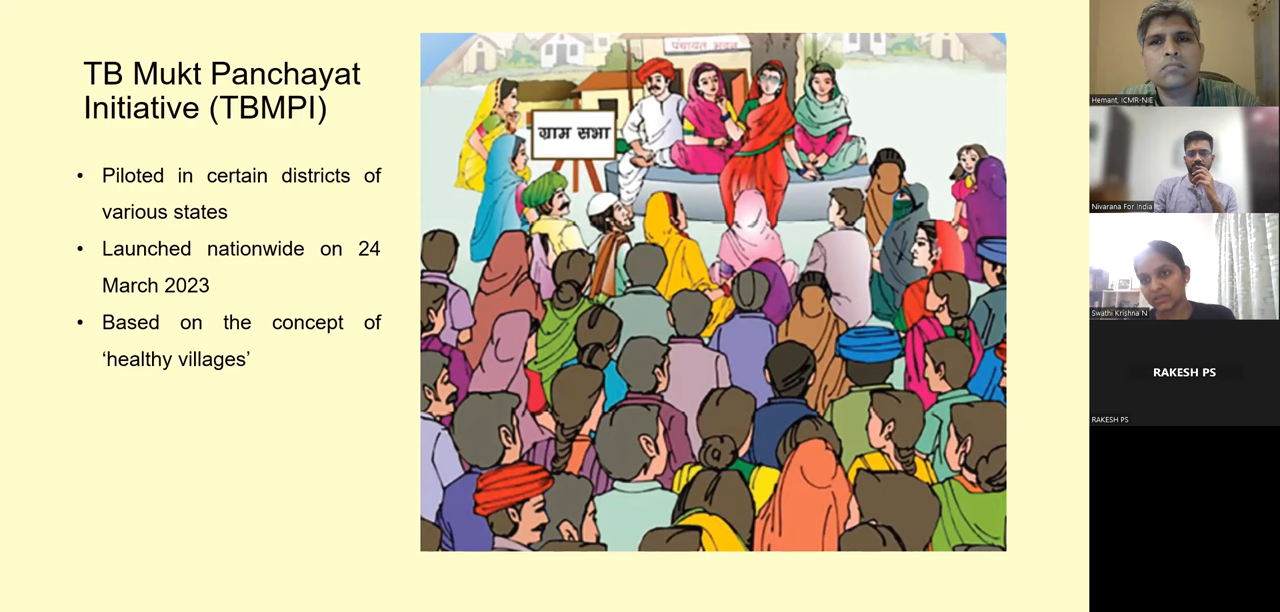 TB Mukt Panchayat
Initiative (TBMPI)
• Piloted in certain districts of
various states
• Launched nationwide on 24
March 2023
• Based on the concept of
‘healthy villages’
पंचायत भवन
ग्राम सभा
Hemant, ICMR-NIE
Nivarana For India
Swathi Krishna N
RAKESH PS
RAKESH PS